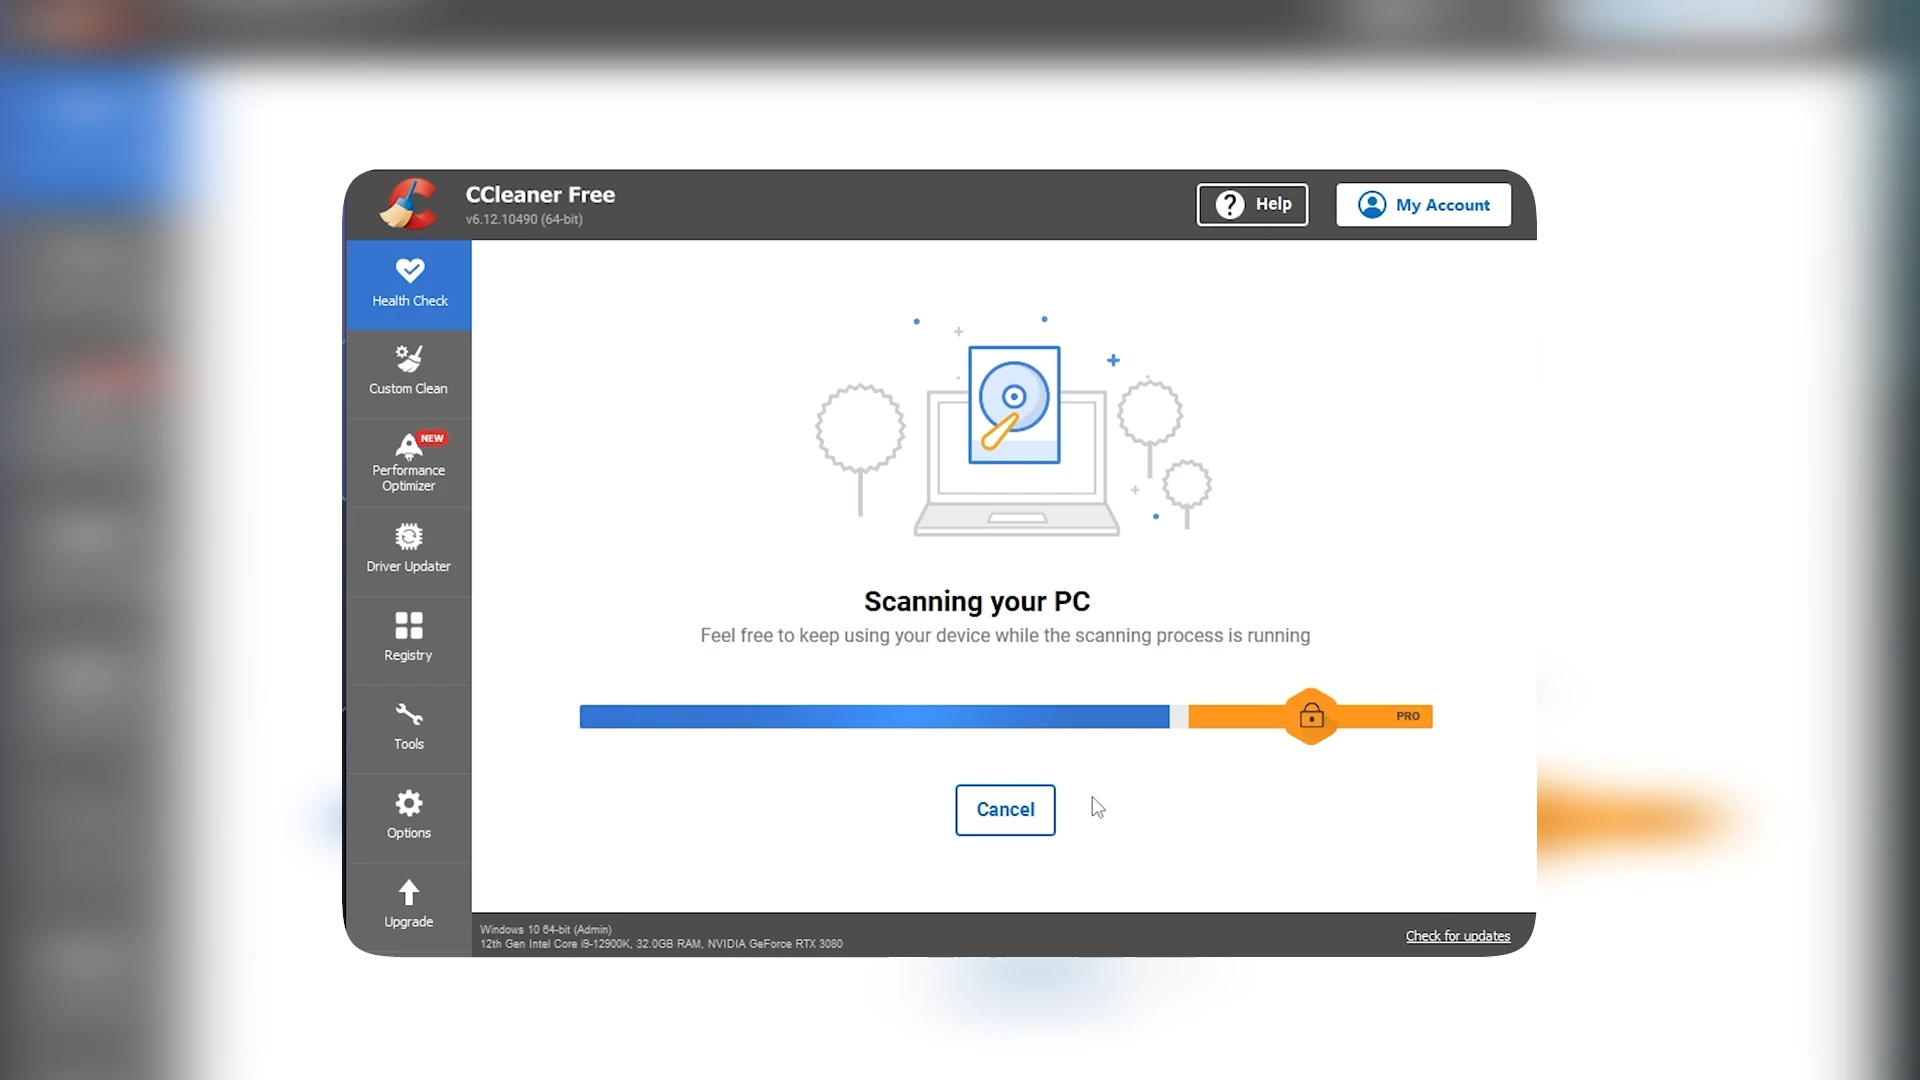 CCleaner Free
v6.12.10490 (64-bit)
Help
My Account
Health Check
Custom Clean
NEW
Performance
Optimizer
Driver Updater
Registry
Tools
Options
Upgrade
Scanning your PC
Feel free to keep using your device while the scanning process is running
PRO
Cancel
Windows 10 64-bit (Admin)
12th Gen Intel Core i9-12900K, 32.0GB RAM, NVIDIA GeForce RTX 3080
Check for updates